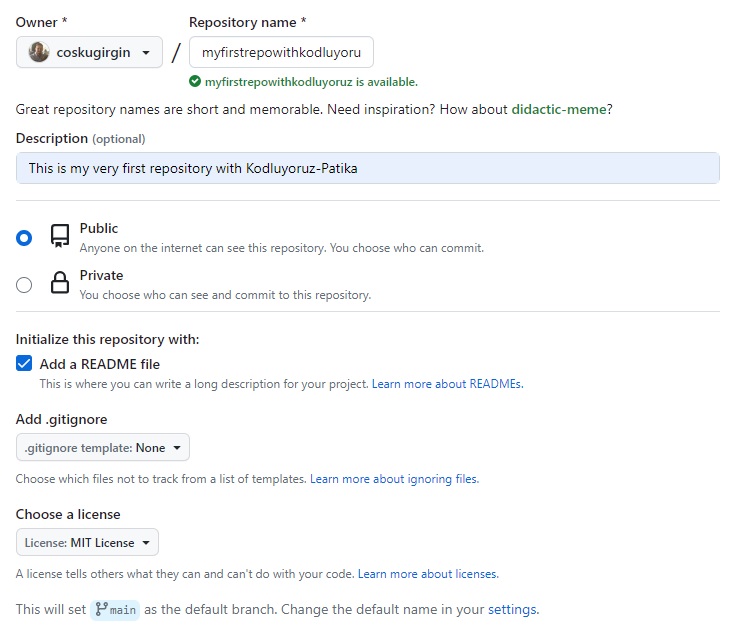 Owner * Repository name *
coskugirgin / myfirstrepowithkodluyoru
myfirstrepowithkodluyoruz is available.
Great repository names are short and memorable. Need inspiration? How about didactic-meme?
Description (optional)
This is my very first repository with Kodluyoruz-Patika
Public
Anyone on the internet can see this repository. You choose who can commit.
Private
You choose who can see and commit to this repository.
Initialize this repository with:
Add a README file
This is where you can write a long description for your project. Learn more about READMEs.
Add .gitignore
.gitignore template: None
Choose which files not to track from a list of templates. Learn more about ignoring files.
Choose a license
License: MIT License
A license tells others what they can and can't do with your code. Learn more about licenses.
This will set main as the default branch. Change the default name in your settings.